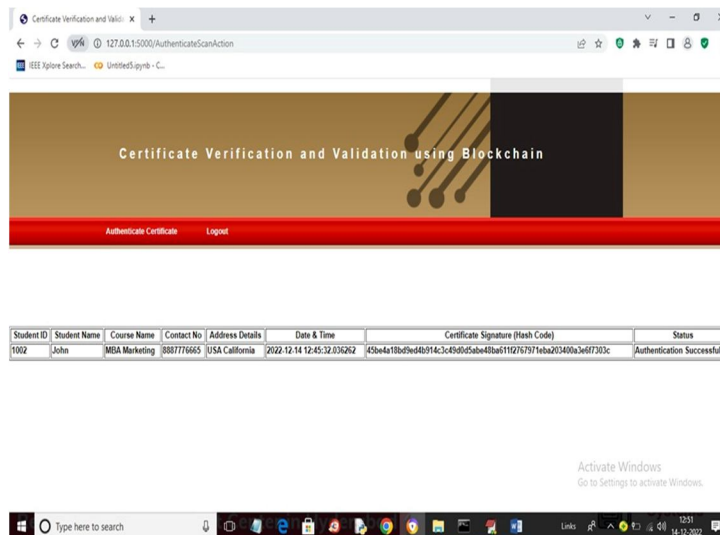 Certificate Verification and Valida
127.0.0.1:5000/AuthenticateScanAction
IEEE Xplore Search... Untitled5.ipynb - C...
Certificate Verification and Validation using Blockchain
Authenticate Certificate Logout
Student ID Student Name Course Name Contact No Address Details Date & Time Certificate Signature (Hash Code) Status
1002 John MBA Marketing 8887776665 USA California 2022-12-14 12:45:32.036262 45be4a18bd9ed4b914c3c49d0d5abe48ba611f2767971eba203400a3e6f7303c Authentication Successful
Activate Windows
Go to Settings to activate Windows.
Type here to search Links 12:51
14-12-2022